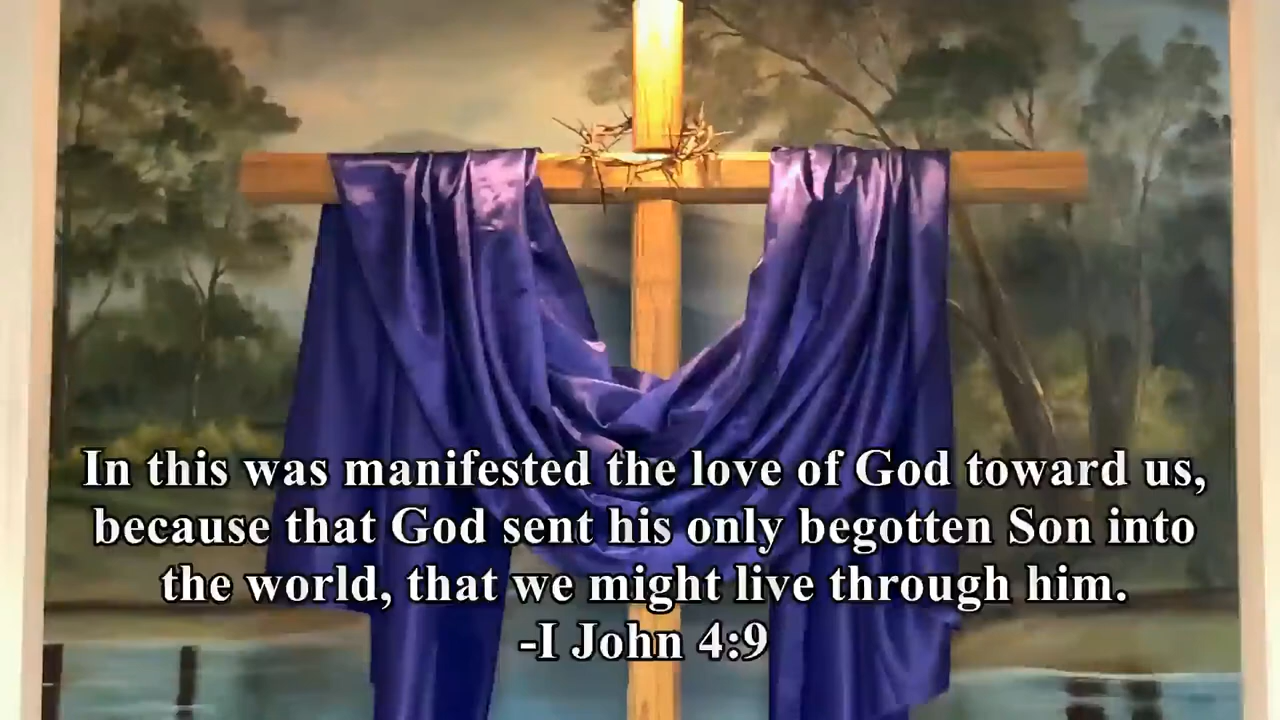 In this was manifested the love of God toward us,
because that God sent his only begotten Son into
the world, that we might live through him.
-I John 4:9